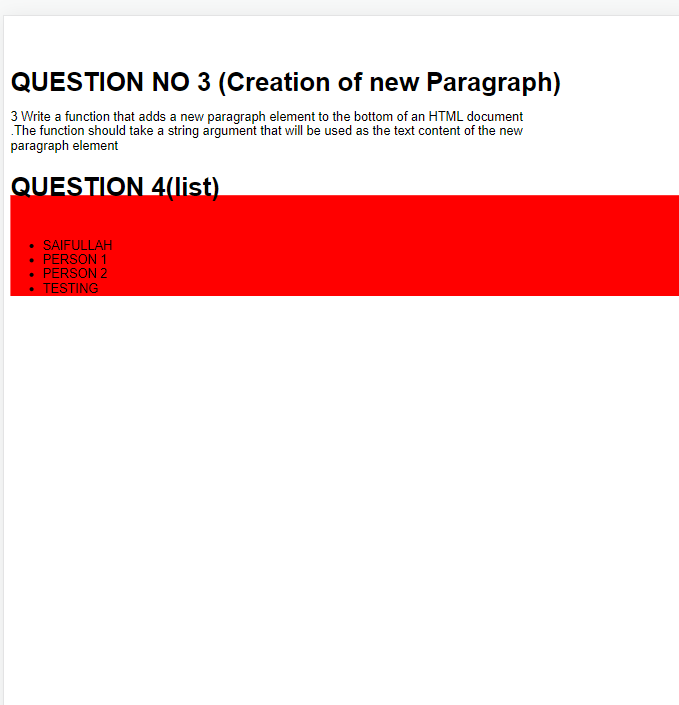 QUESTION NO 3 (Creation of new Paragraph)
3 Write a function that adds a new paragraph element to the bottom of an HTML document
.The function should take a string argument that will be used as the text content of the new
paragraph element
QUESTION 4(list)
SAIFULLAH
PERSON 1
PERSON 2
TESTING